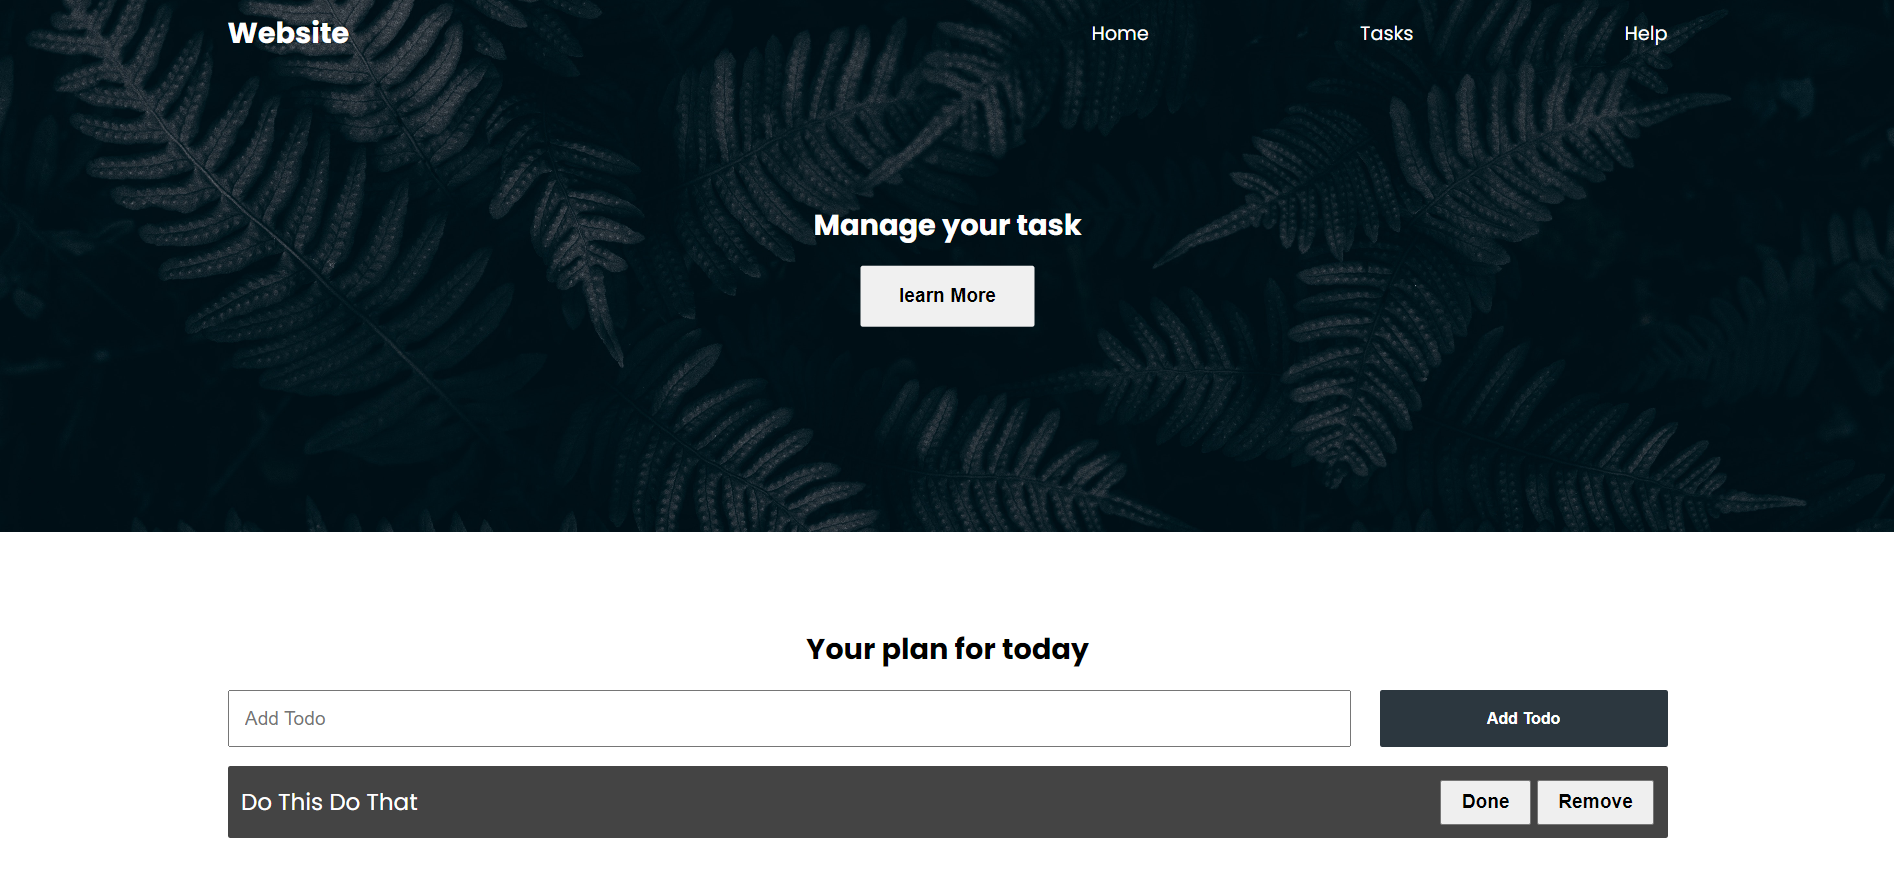 Website Home Tasks Help
Manage your task
learn More
Your plan for today
Add Todo Add Todo
Do This Do That Done Remove